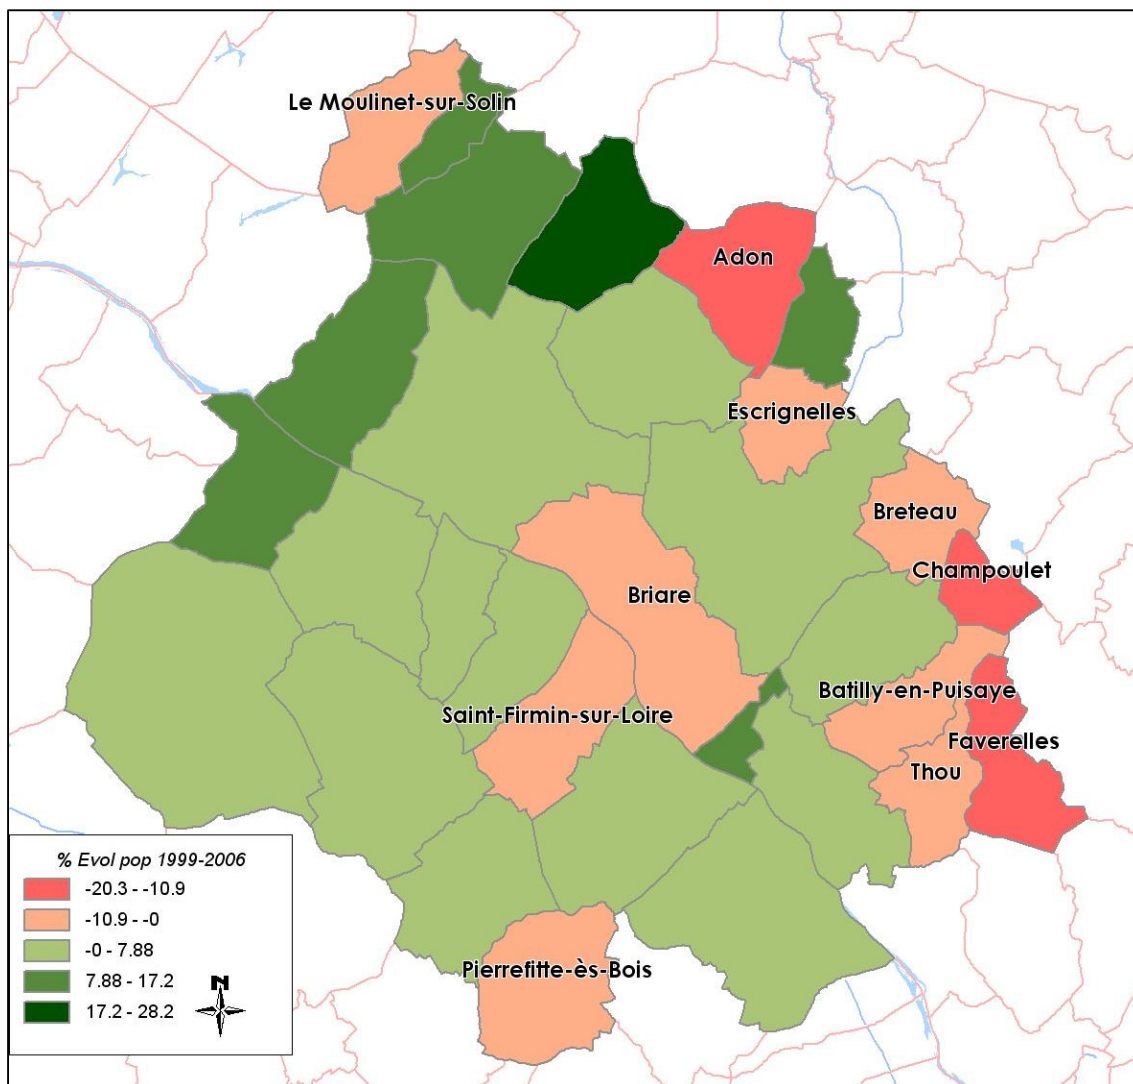 Le Moulinet-sur-Solin
Adon
Escrignelles
Breteau
Champoulet
Briare
Batilly-en-Puisaye
Saint-Firmin-sur-Loire
Faverelles
Thou
Pierrefitte-ès-Bois
% Evol pop 1999-2006
-20.3 - -10.9
-10.9 - -0
-0 - 7.88
7.88 - 17.2
17.2 - 28.2
N